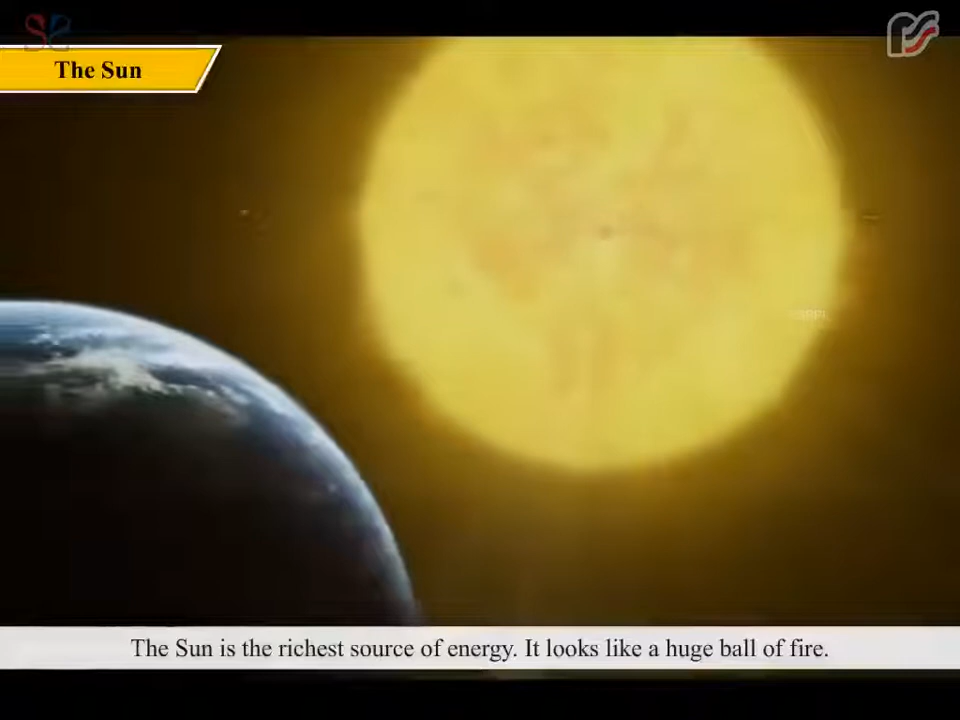 The Sun
The Sun is the richest source of energy. It looks like a huge ball of fire.